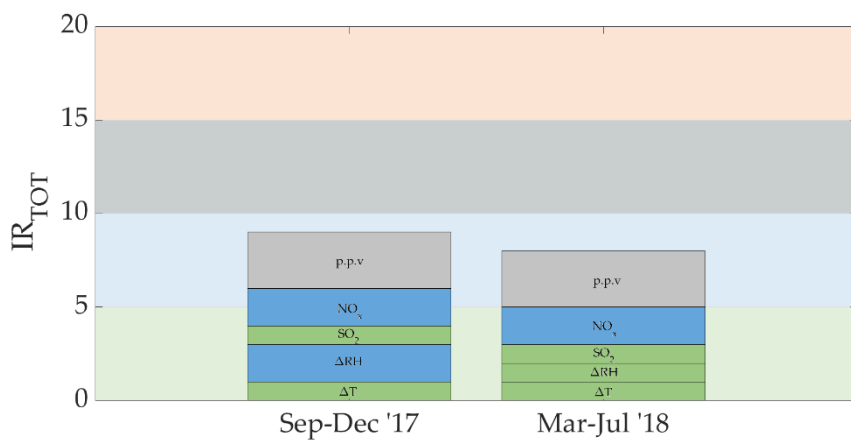 20
15
10
5
0
IR_TOT
p.p.v
NOx
SO₂
ΔRH
ΔT
p.p.v
NOx
SO₂
ΔRH
ΔT
Sep-Dec '17
Mar-Jul '18